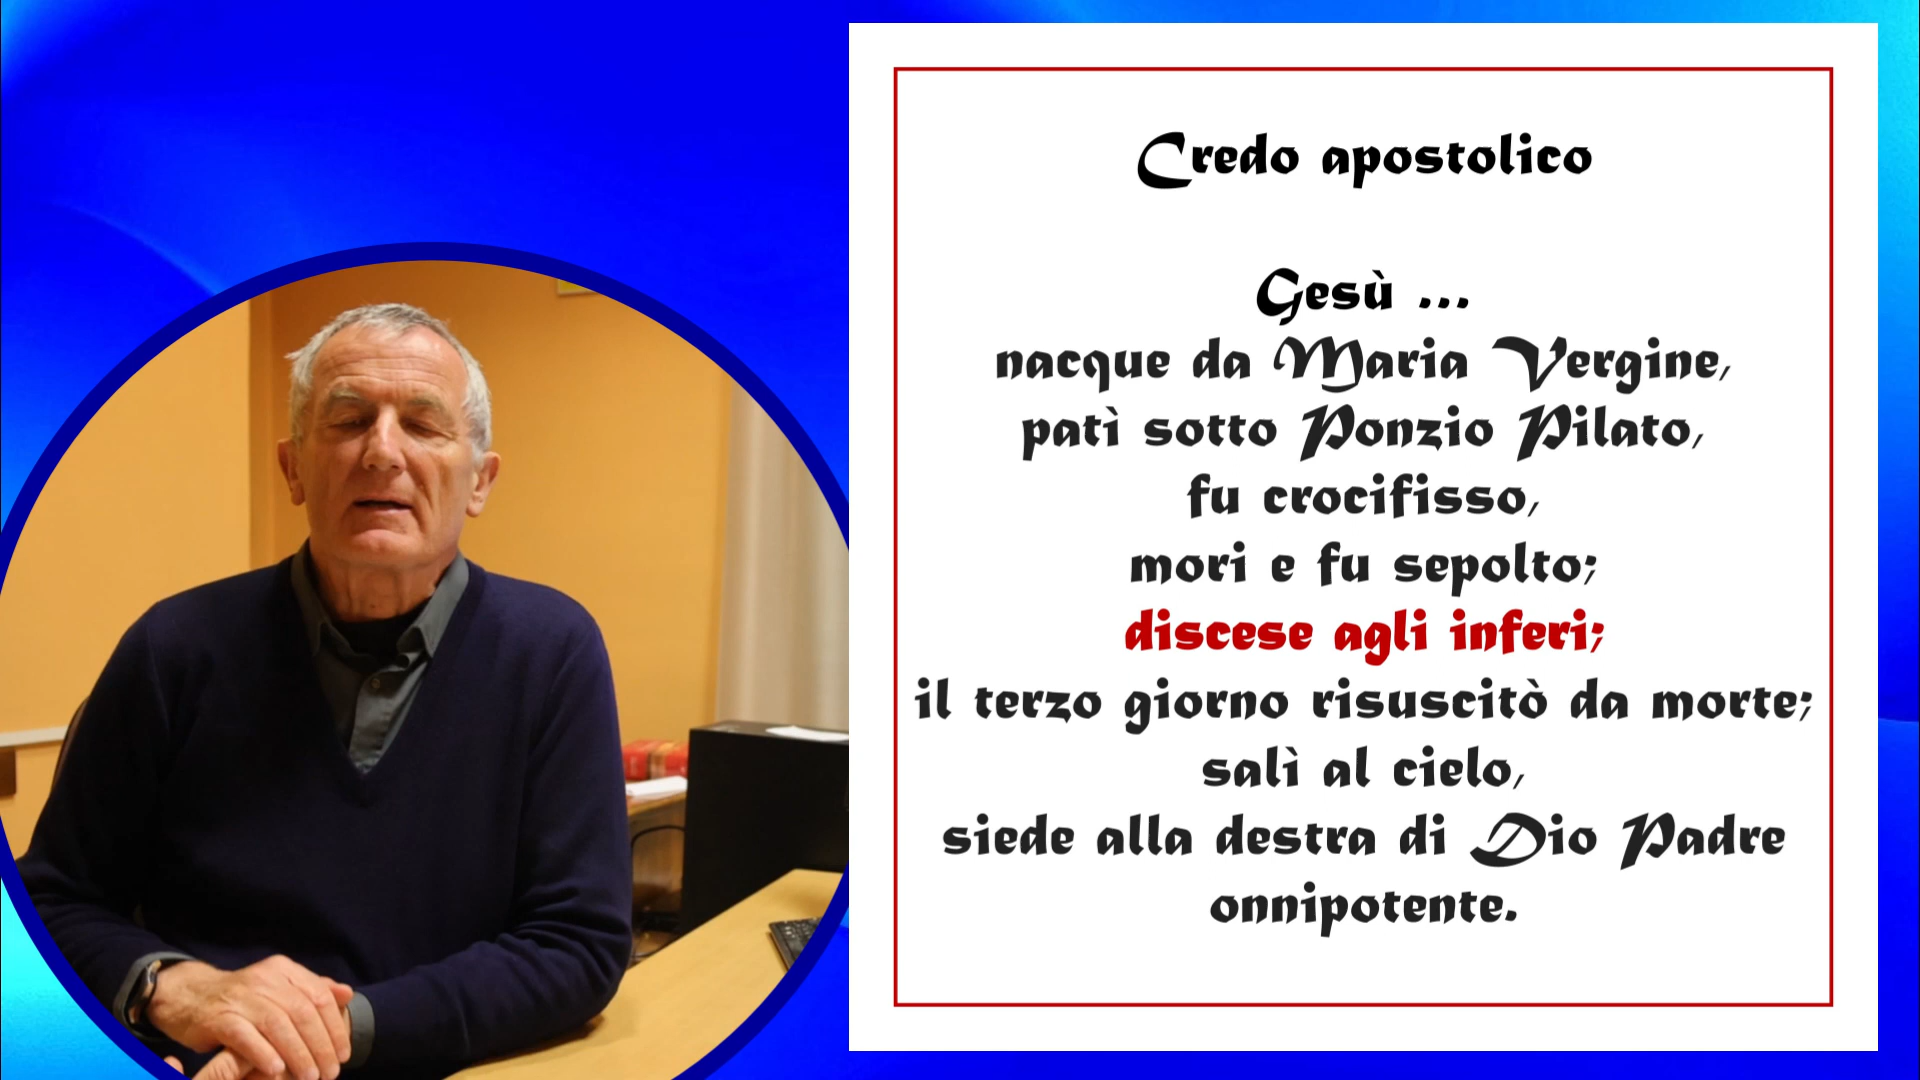 Credo apostolico
Gesù ...
nacque da Maria Vergine,
patì sotto Ponzio Pilato,
fu crocifisso,
mori e fu sepolto;
discese agli inferi;
il terzo giorno risuscitò da morte;
salì al cielo,
siede alla destra di Dio Padre
onnipotente.